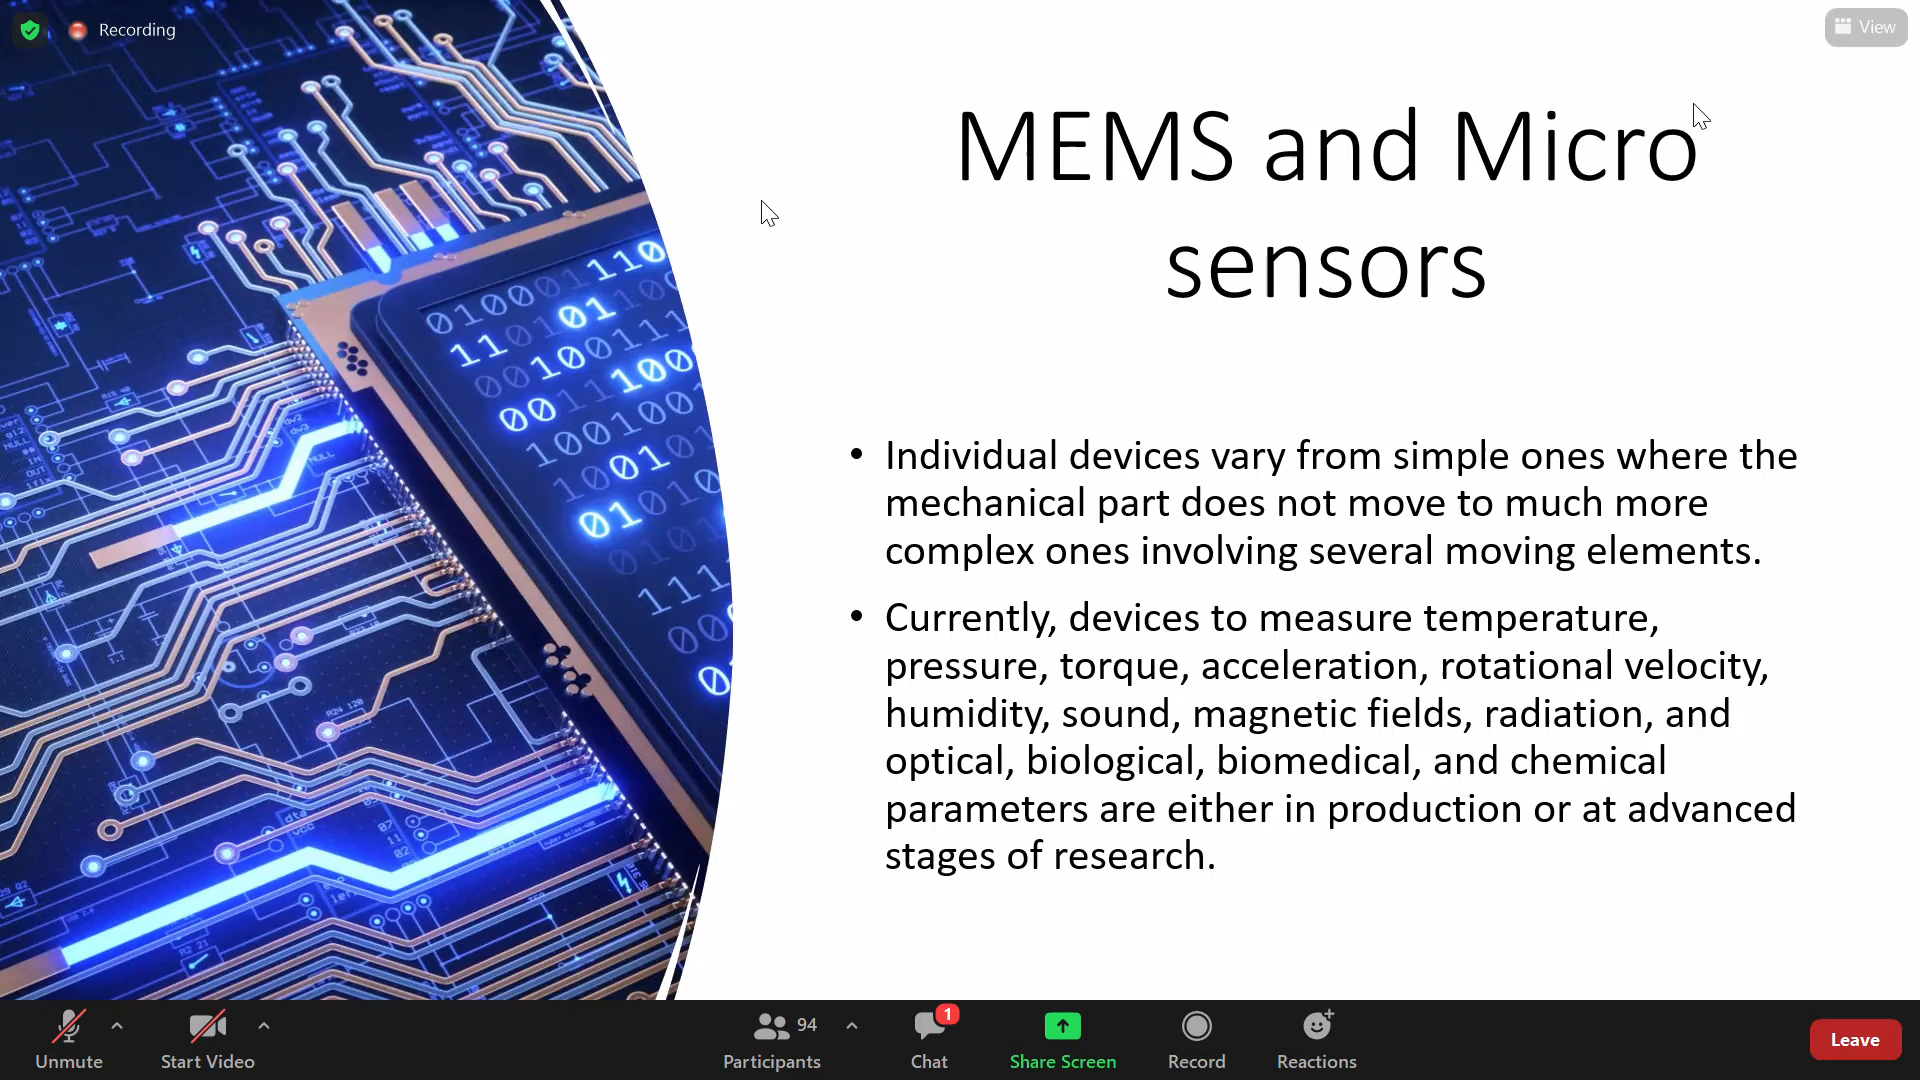 Recording
View
MEMS and Micro
sensors
• Individual devices vary from simple ones where the
mechanical part does not move to much more
complex ones involving several moving elements.
• Currently, devices to measure temperature,
pressure, torque, acceleration, rotational velocity,
humidity, sound, magnetic fields, radiation, and
optical, biological, biomedical, and chemical
parameters are either in production or at advanced
stages of research.
94
1
Unmute
Start Video
Participants
Chat
Share Screen
Record
Reactions
Leave